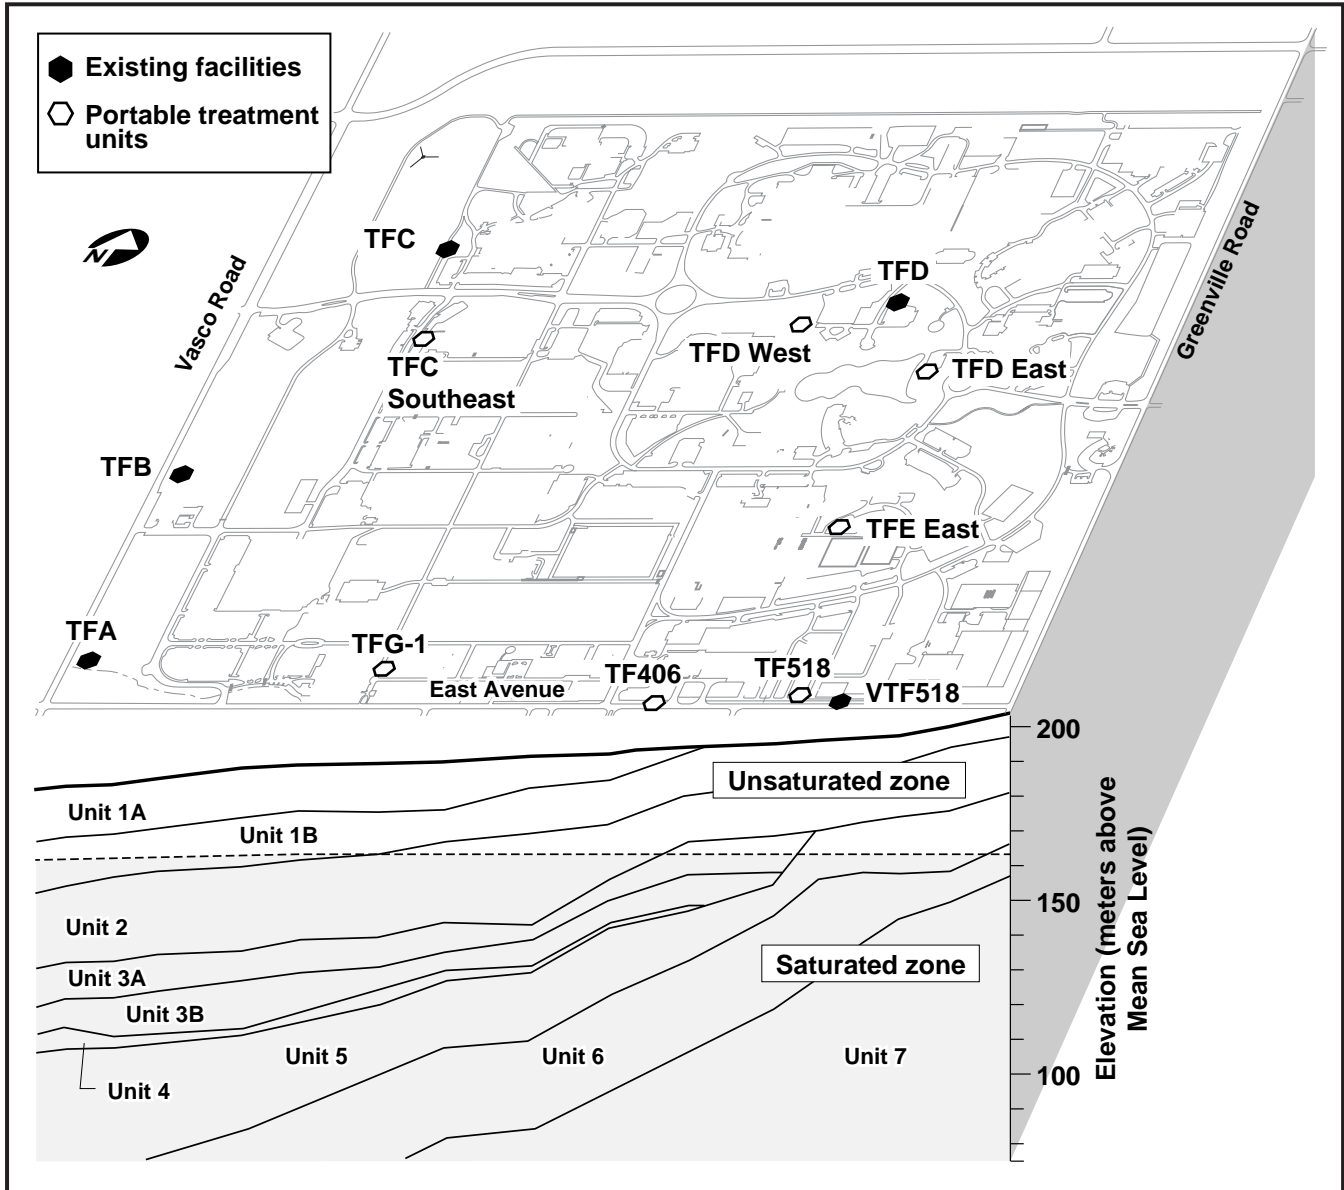 Existing facilities
Portable treatment
units
N
Vasco Road
Greenville Road
TFC
TFD
TFD West
TFD East
TFC
Southeast
TFB
TFE East
TFA
TFG-1
East Avenue
TF406
TF518
VTF518
200
150
100
Elevation (meters above
Mean Sea Level)
Unsaturated zone
Unit 1A
Unit 1B
Unit 2
Unit 3A
Saturated zone
Unit 3B
Unit 5
Unit 6
Unit 7
Unit 4